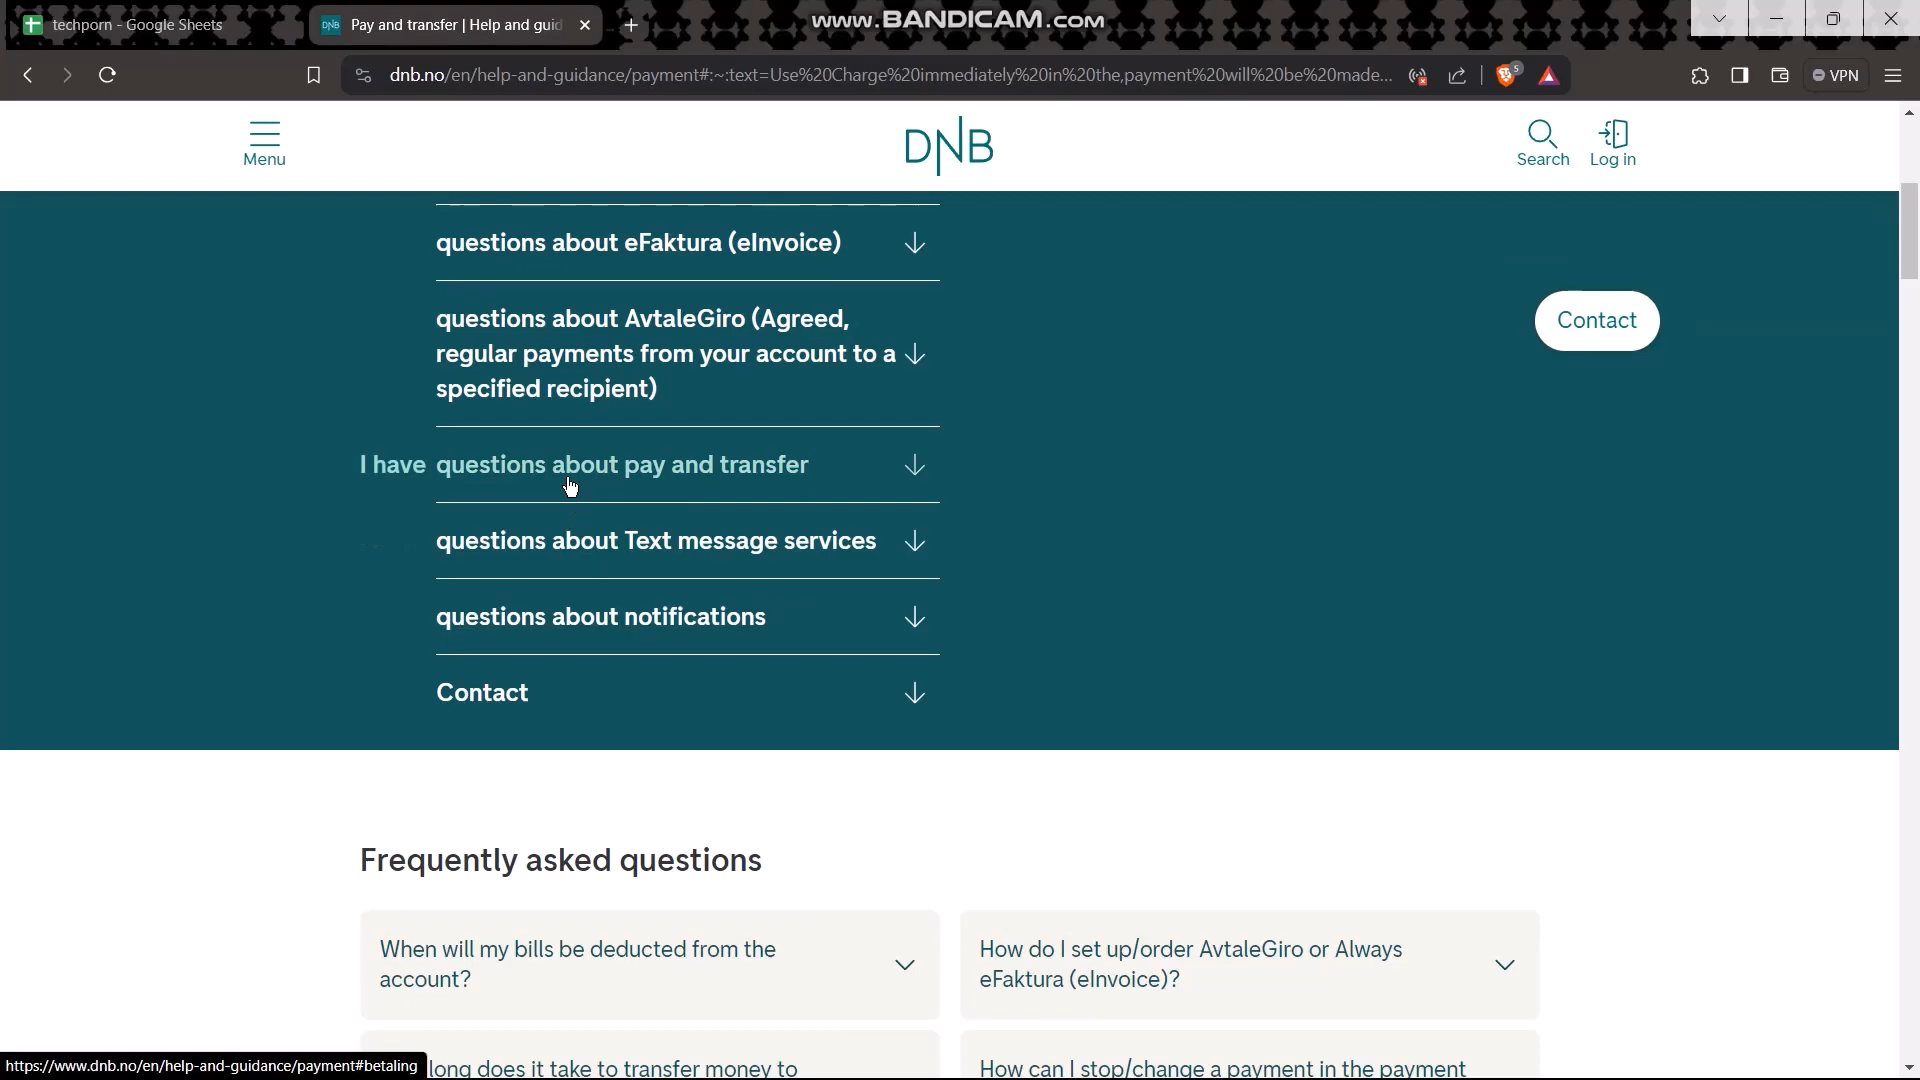 techporn - Google Sheets
DNB
Pay and transfer | Help and guid
www.BANDICAM.com
dnb.no/en/help-and-guidance/payment#:~:text=Use%20Charge%20immediately%20in%20the,payment%20will%20be%20made...
5
VPN
Menu
DNB
Search
Log in
questions about eFaktura (eInvoice)
questions about AvtaleGiro (Agreed,
regular payments from your account to a
specified recipient)
Contact
I have questions about pay and transfer
questions about Text message services
questions about notifications
Contact
Frequently asked questions
When will my bills be deducted from the
account?
How do I set up/order AvtaleGiro or Always
eFaktura (eInvoice)?
long does it take to transfer money to
How can I stop/change a payment in the payment
https://www.dnb.no/en/help-and-guidance/payment#betaling